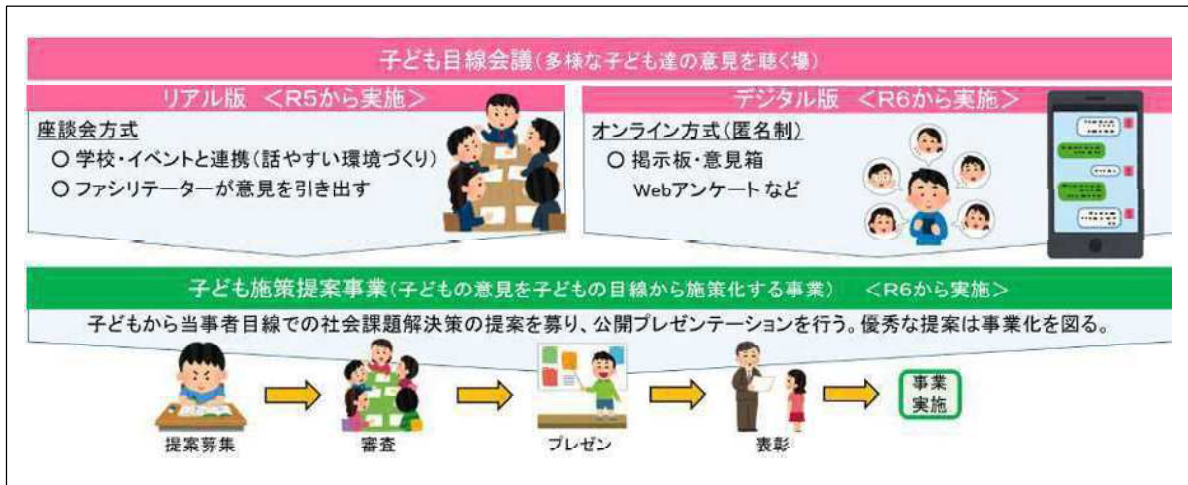 子ども目線会議(多様な子ども達の意見を聴く場)
リアル版 <R5から実施>
座談会方式
○ 学校・イベントと連携(話やすい環境づくり)
○ ファシリテーターが意見を引き出す
デジタル版 <R6から実施>
オンライン方式(匿名制)
○ 掲示板・意見箱
Webアンケートなど
子ども施策提案事業(子どもの意見を子どもの目線から施策化する事業) <R6から実施>
子どもから当事者目線での社会課題解決策の提案を募り、公開プレゼンテーションを行う。優秀な提案は事業化を図る。
提案募集
審査
プレゼン
表彰
事業
実施